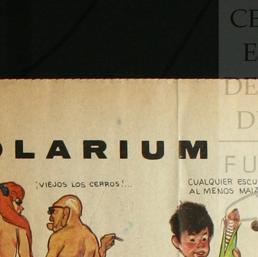 CE
E
DE
D
FU
OLARIUM
¡VIEJOS LOS CERROS!...
CUALQUIER ESCU
AL MENOS MAIZ